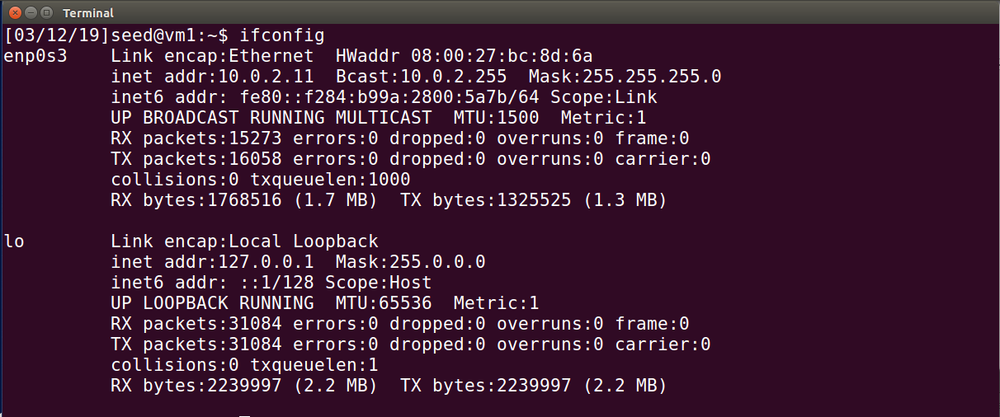 Terminal
[03/12/19]seed@vm1:~$ ifconfig
enp0s3    Link encap:Ethernet  HWaddr 08:00:27:bc:8d:6a
          inet addr:10.0.2.11  Bcast:10.0.2.255  Mask:255.255.255.0
          inet6 addr: fe80::f284:b99a:2800:5a7b/64 Scope:Link
          UP BROADCAST RUNNING MULTICAST  MTU:1500  Metric:1
          RX packets:15273 errors:0 dropped:0 overruns:0 frame:0
          TX packets:16058 errors:0 dropped:0 overruns:0 carrier:0
          collisions:0 txqueuelen:1000
          RX bytes:1768516 (1.7 MB)  TX bytes:1325525 (1.3 MB)

lo        Link encap:Local Loopback
          inet addr:127.0.0.1  Mask:255.0.0.0
          inet6 addr: ::1/128 Scope:Host
          UP LOOPBACK RUNNING  MTU:65536  Metric:1
          RX packets:31084 errors:0 dropped:0 overruns:0 frame:0
          TX packets:31084 errors:0 dropped:0 overruns:0 carrier:0
          collisions:0 txqueuelen:1
          RX bytes:2239997 (2.2 MB)  TX bytes:2239997 (2.2 MB)